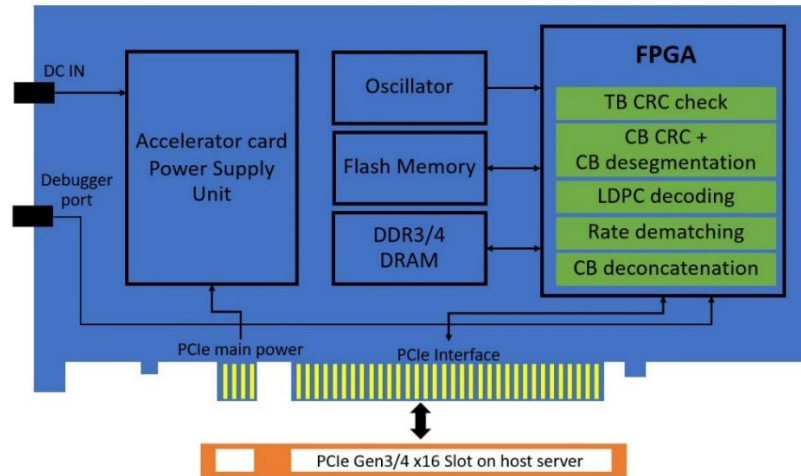 DC IN
Debugger
port
Accelerator card
Power Supply
Unit
Oscillator
Flash Memory
DDR3/4
DRAM
FPGA
TB CRC check
CB CRC +
CB desegmentation
LDPC decoding
Rate dematching
CB deconcatenation
PCIe main power
PCIe Interface
PCIe Gen3/4 x16 Slot on host server